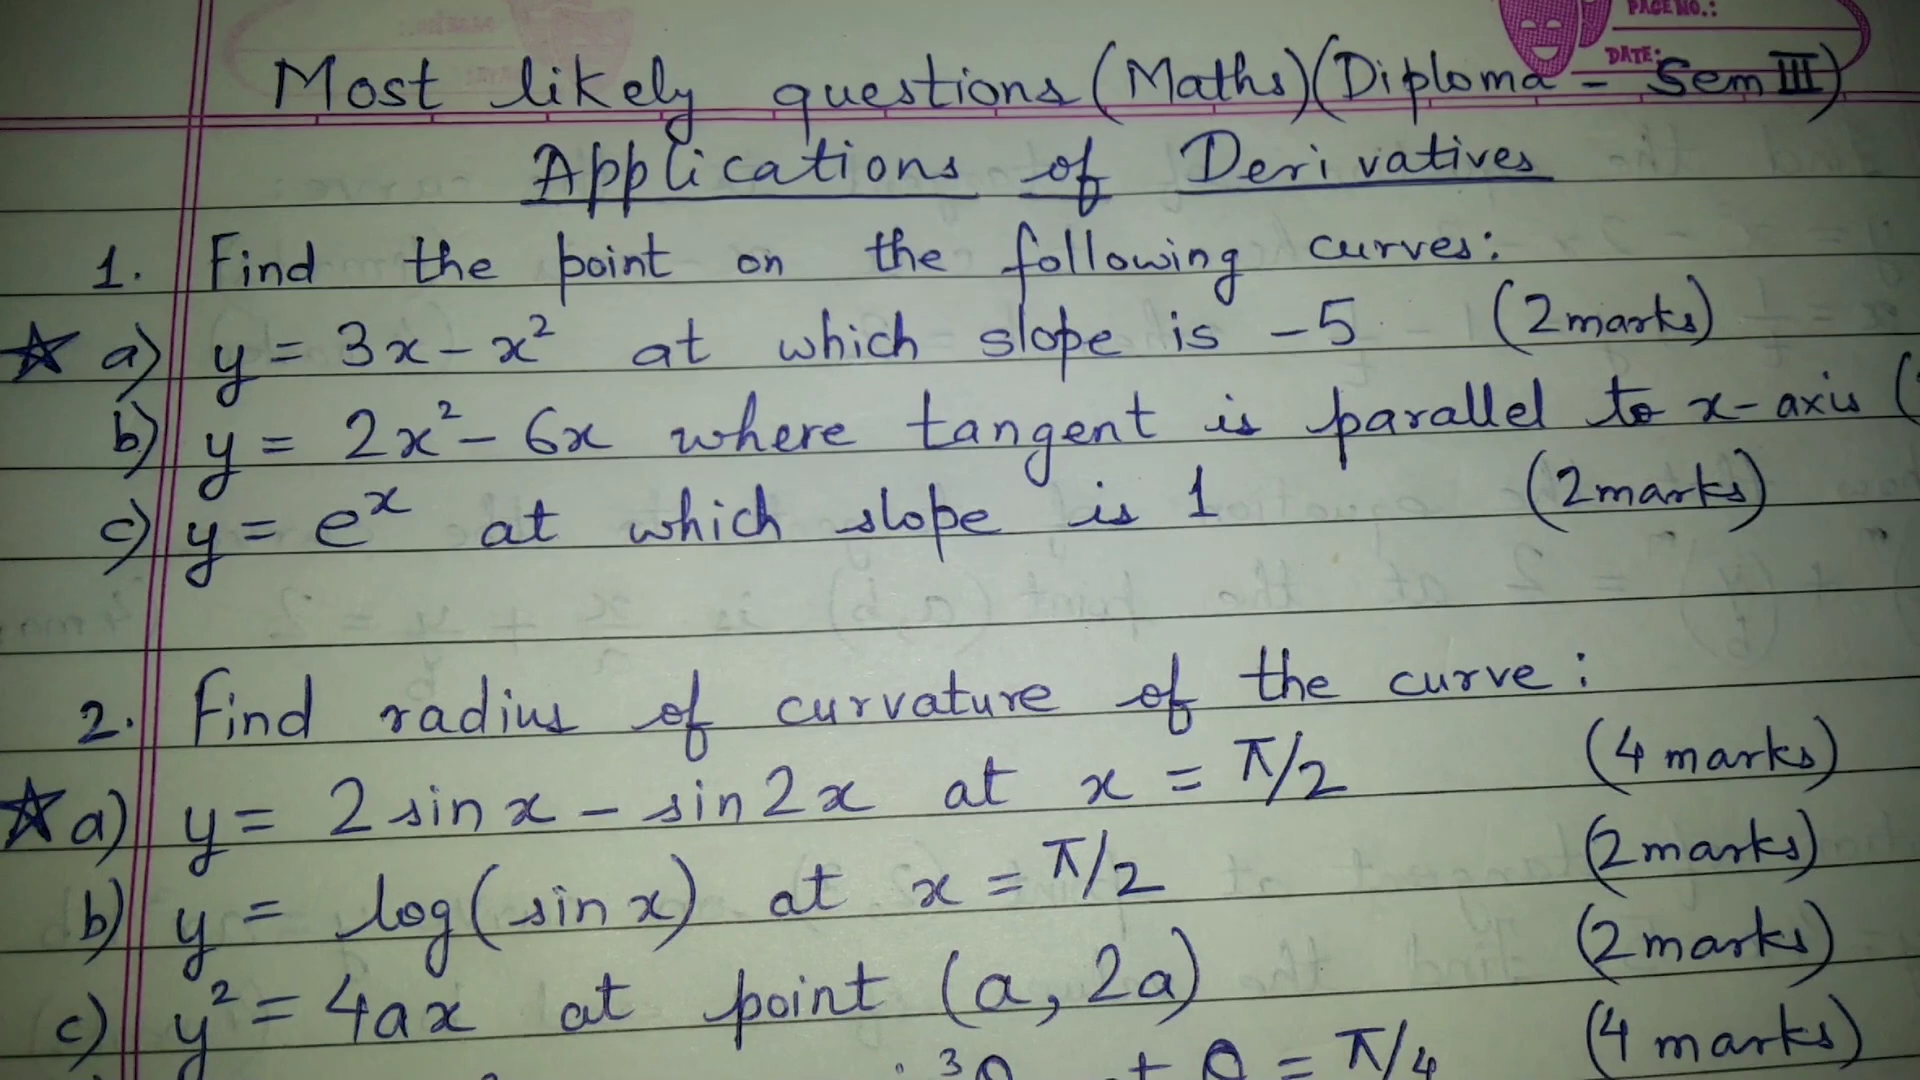 PAGE NO.:
DATE:
Most likely questions (Maths) (Diploma - Sem III)
Applications of Derivatives
1. Find the point on the following curves:
☆ a) y = 3x - x² at which slope is -5 (2 marks)
b) y = 2x² - 6x where tangent is parallel to x-axis (
c) y = eˣ at which slope is 1 (2 marks)
2. Find radius of curvature of the curve:
☆ a) y = 2 sin x - sin 2x at x = π/2 (4 marks)
b) y = log(sin x) at x = π/2 (2 marks)
c) y² = 4ax at point (a, 2a) (2 marks)
θ = π/4 (4 marks)